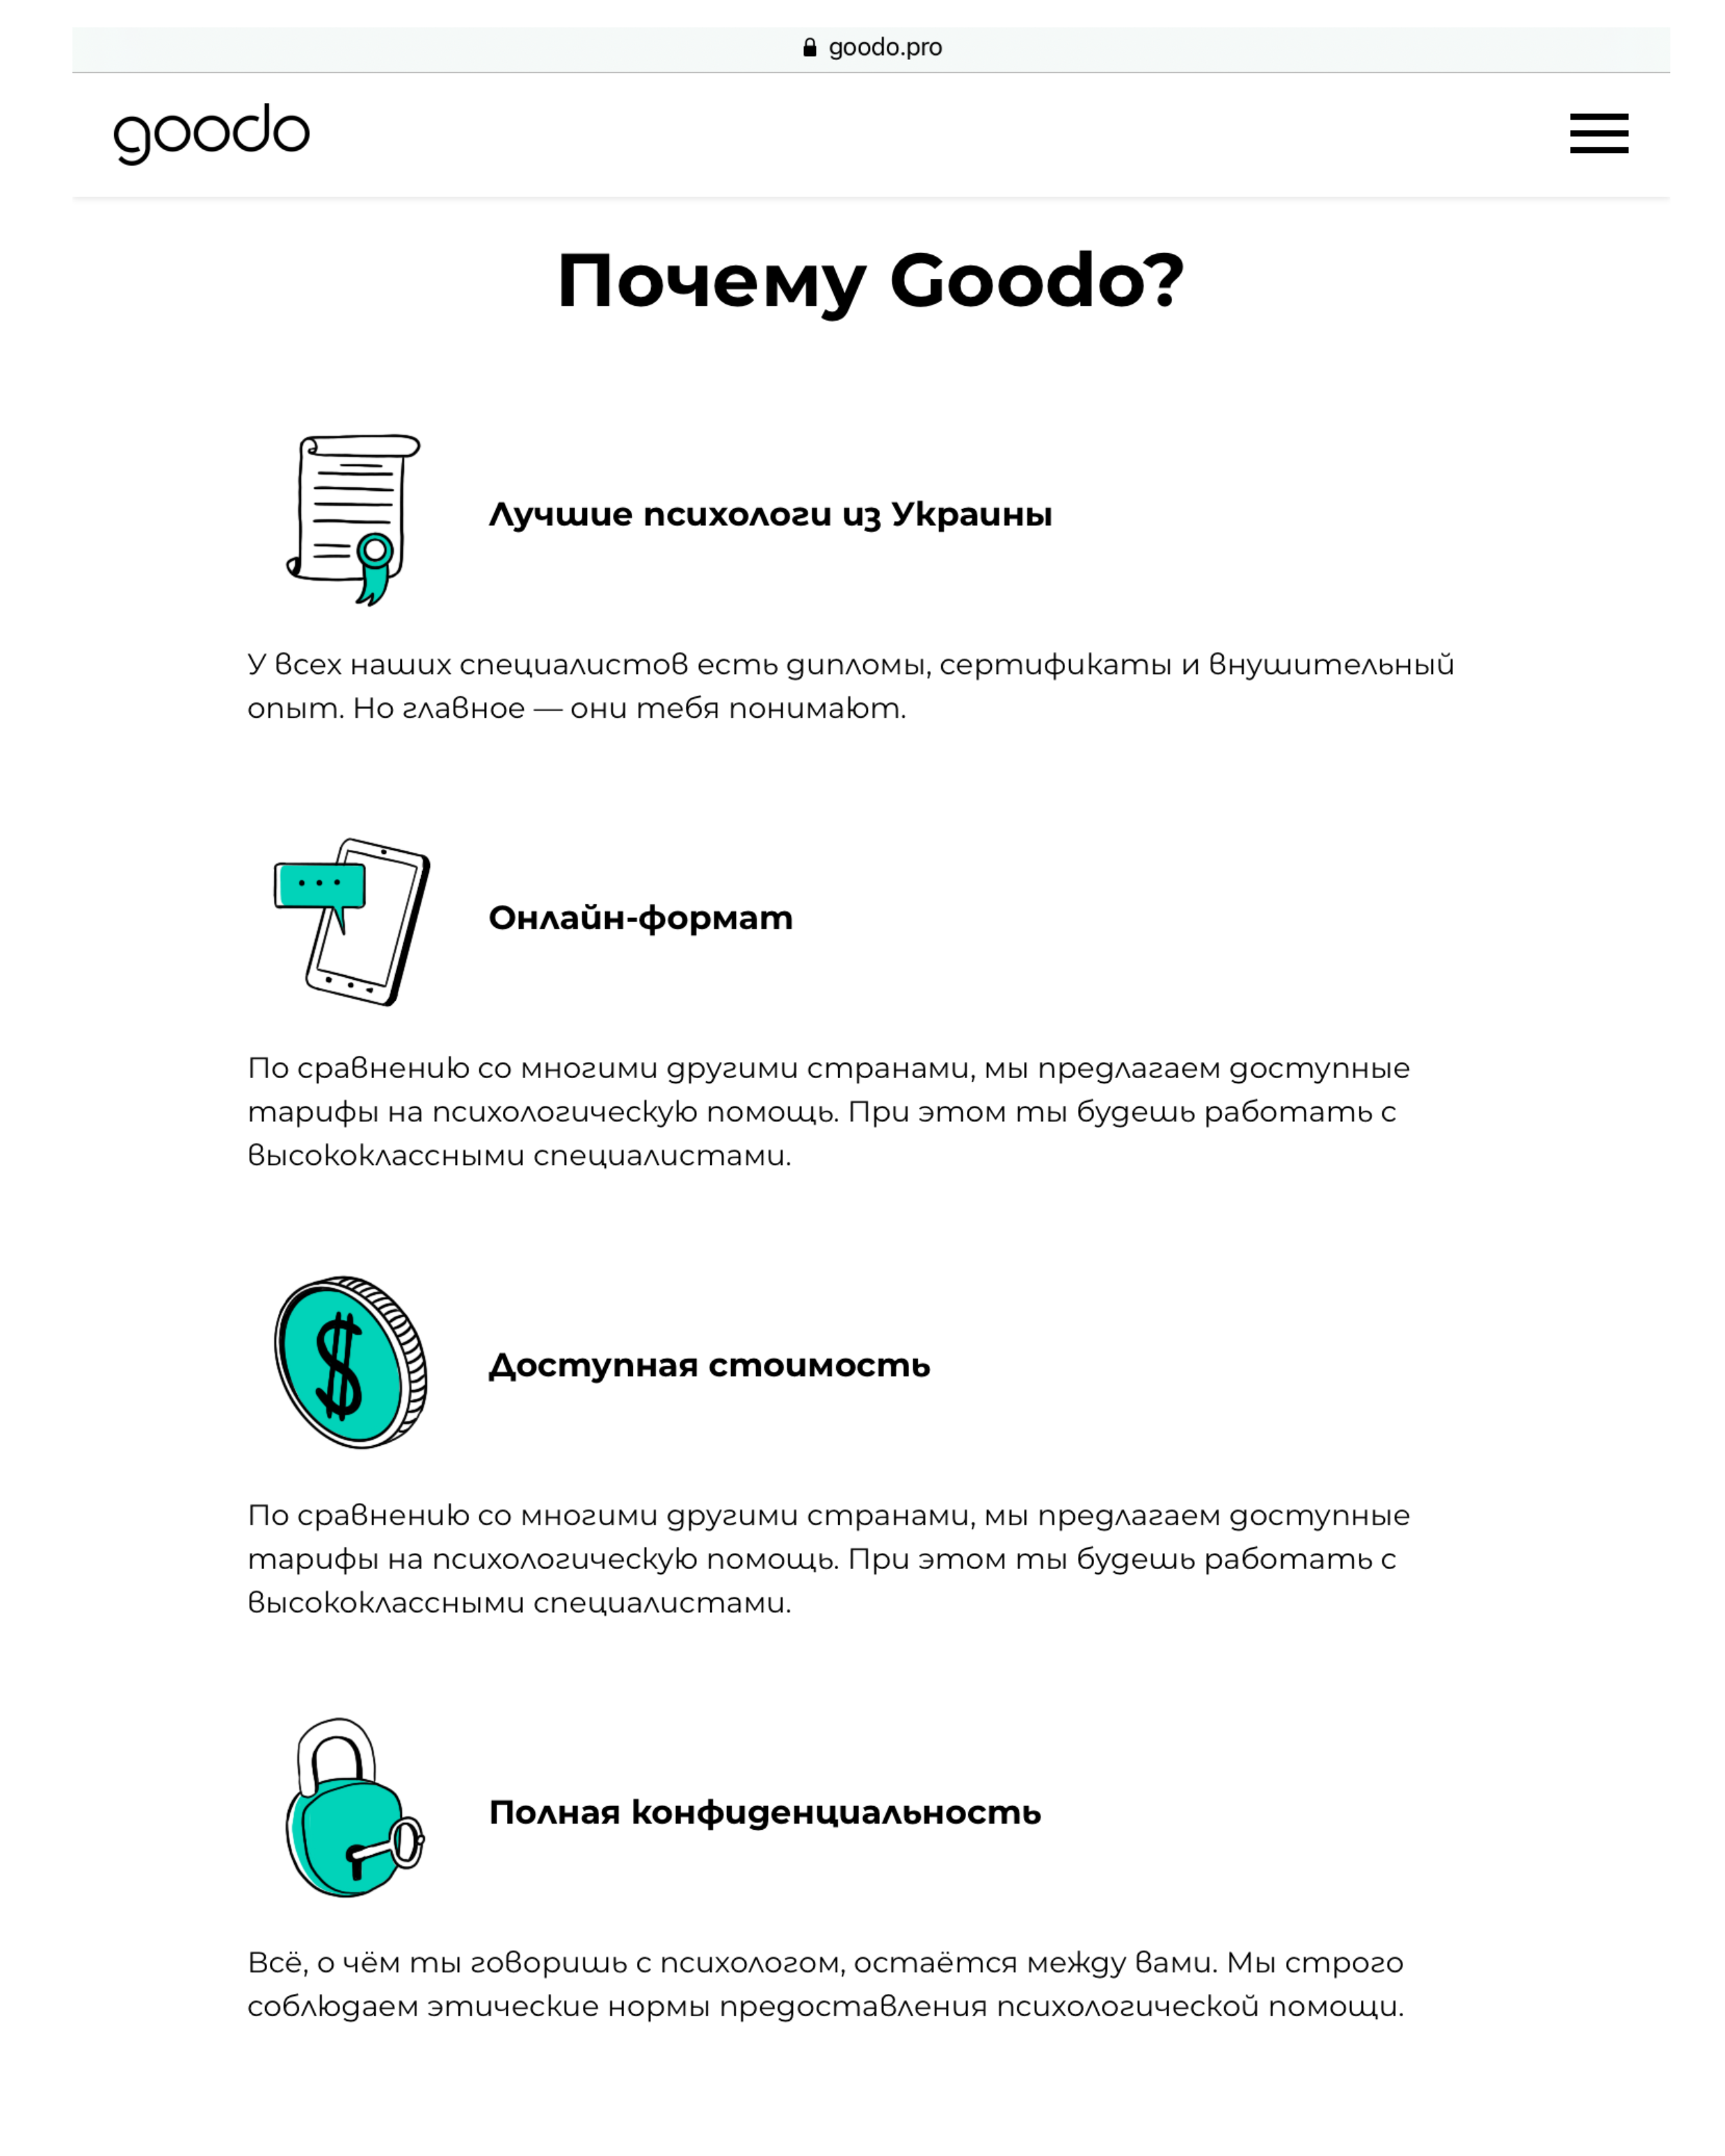 goodo.pro
goodo
Почему Goodo?
Лучшие психологи из Украины
У всех наших специалистов есть дипломы, сертификаты и внушительный
опыт. Но главное — они тебя понимают.
Онлайн-формат
По сравнению со многими другими странами, мы предлагаем доступные
тарифы на психологическую помощь. При этом ты будешь работать с
высококлассными специалистами.
$
Доступная стоимость
По сравнению со многими другими странами, мы предлагаем доступные
тарифы на психологическую помощь. При этом ты будешь работать с
высококлассными специалистами.
Полная конфиденциальность
Всё, о чём ты говоришь с психологом, остаётся между вами. Мы строго
соблюдаем этические нормы предоставления психологической помощи.